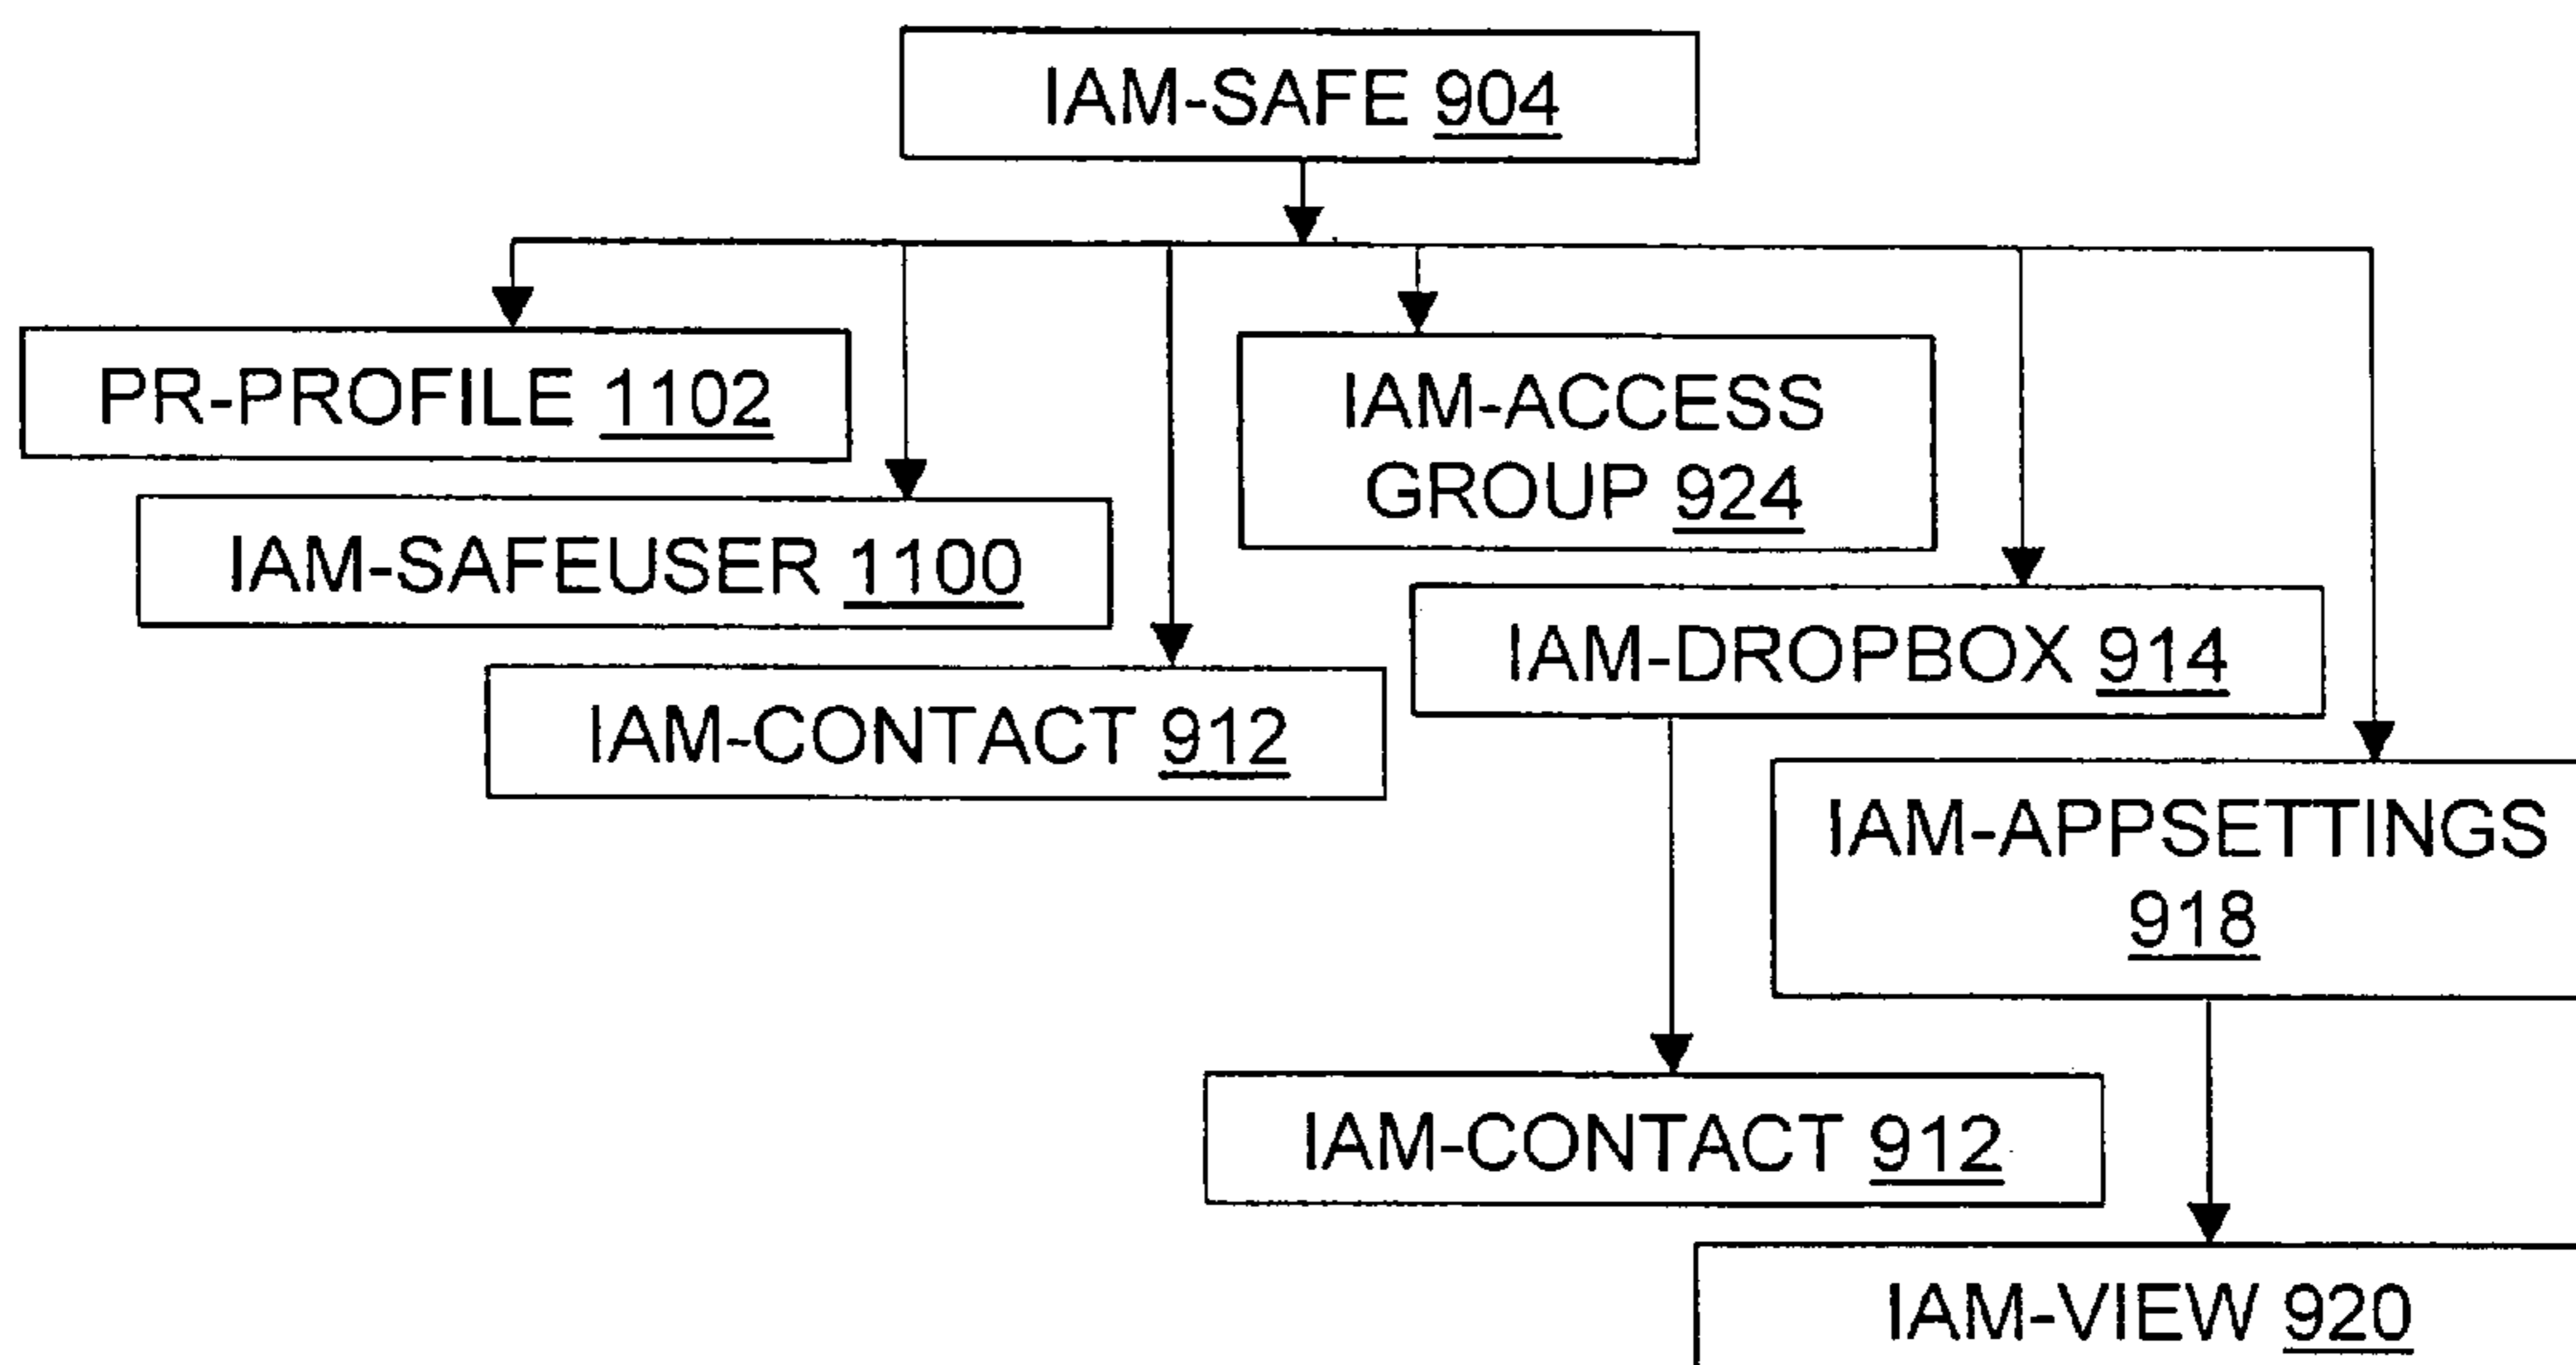 IAM-SAFE 904
PR-PROFILE 1102
IAM-ACCESS
GROUP 924
IAM-SAFEUSER 1100
IAM-DROPBOX 914
IAM-CONTACT 912
IAM-APPSETTINGS
918
IAM-CONTACT 912
IAM-VIEW 920